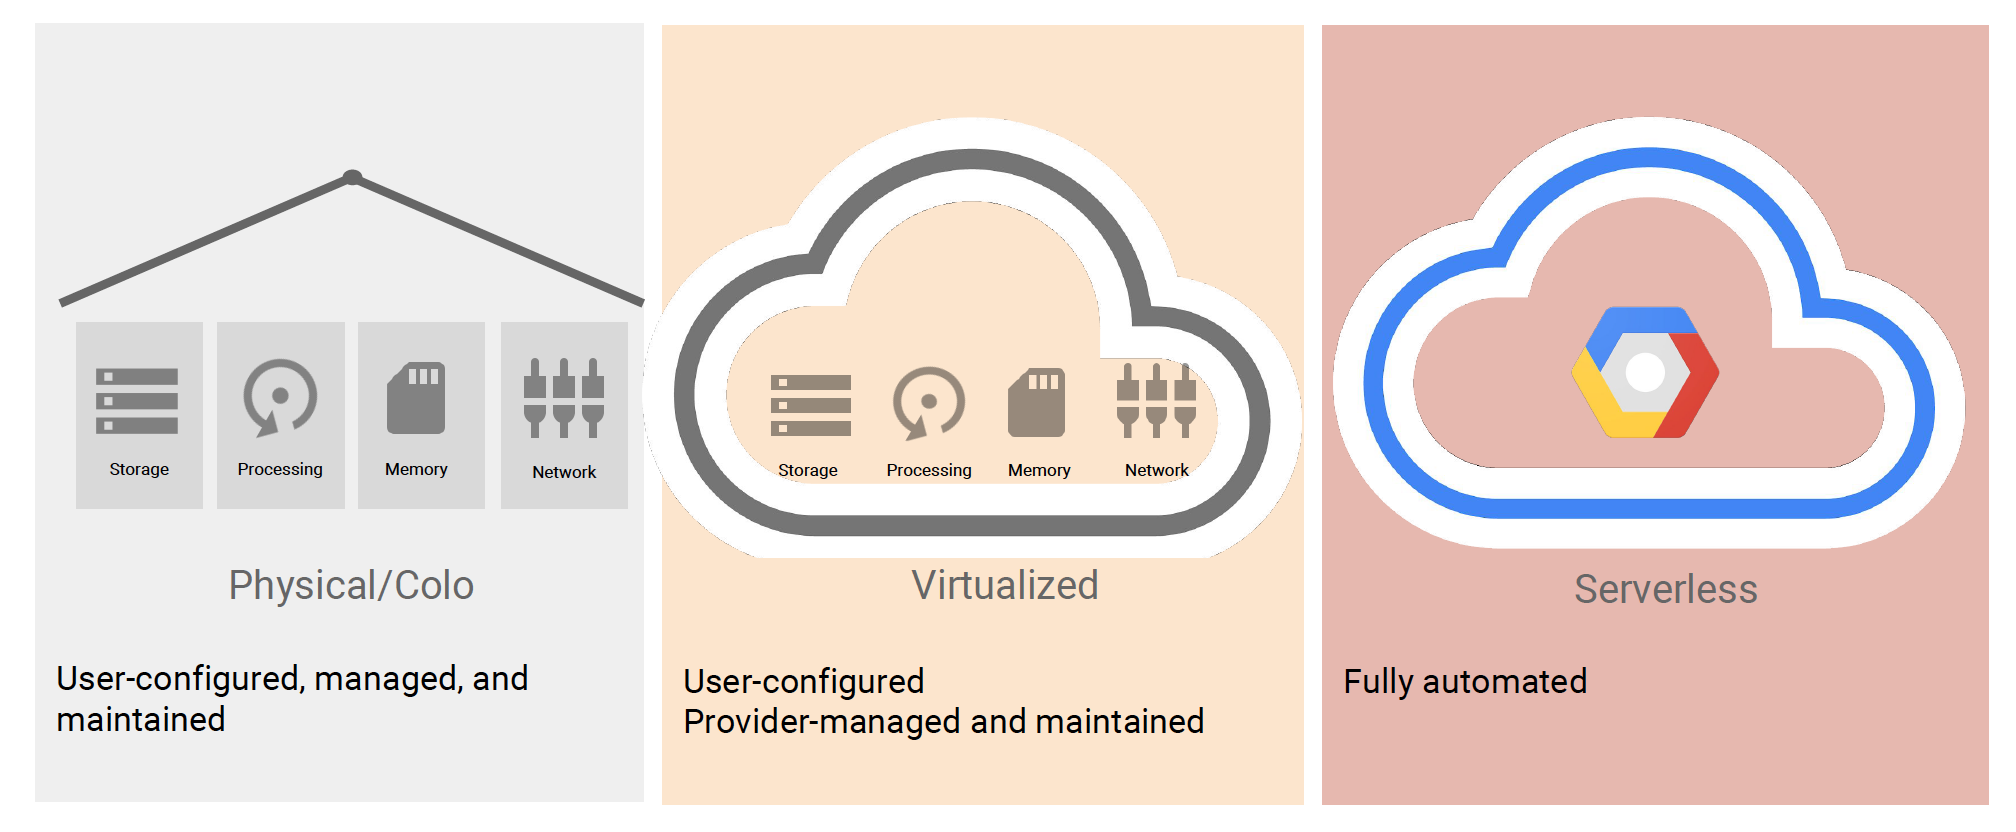 Storage
Processing
Memory
Network
Physical/Colo
User-configured, managed, and
maintained
Storage
Processing
Memory
Network
Virtualized
User-configured
Provider-managed and maintained
Serverless
Fully automated